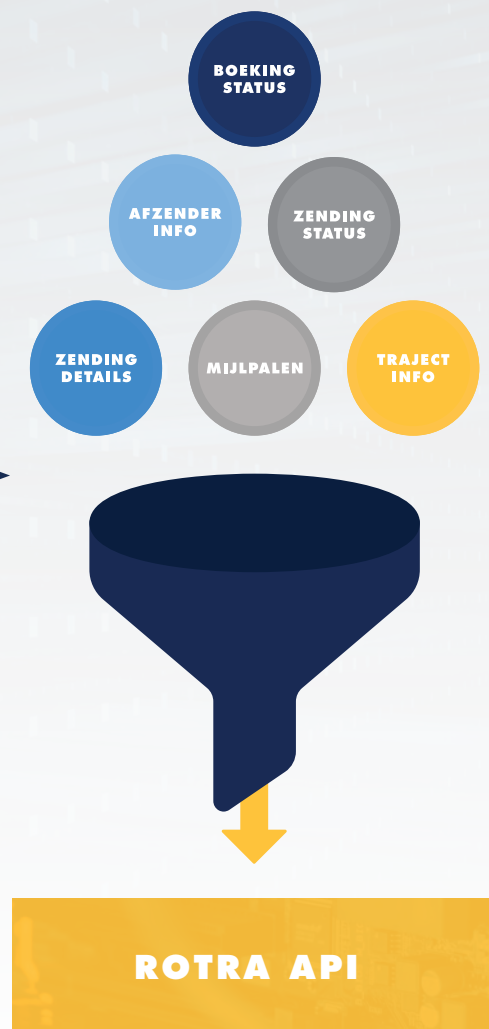 BOEKING
STATUS
AFZENDER
INFO
ZENDING
STATUS
ZENDING
DETAILS
MIJLPALEN
TRAJECT
INFO
ROTRA API